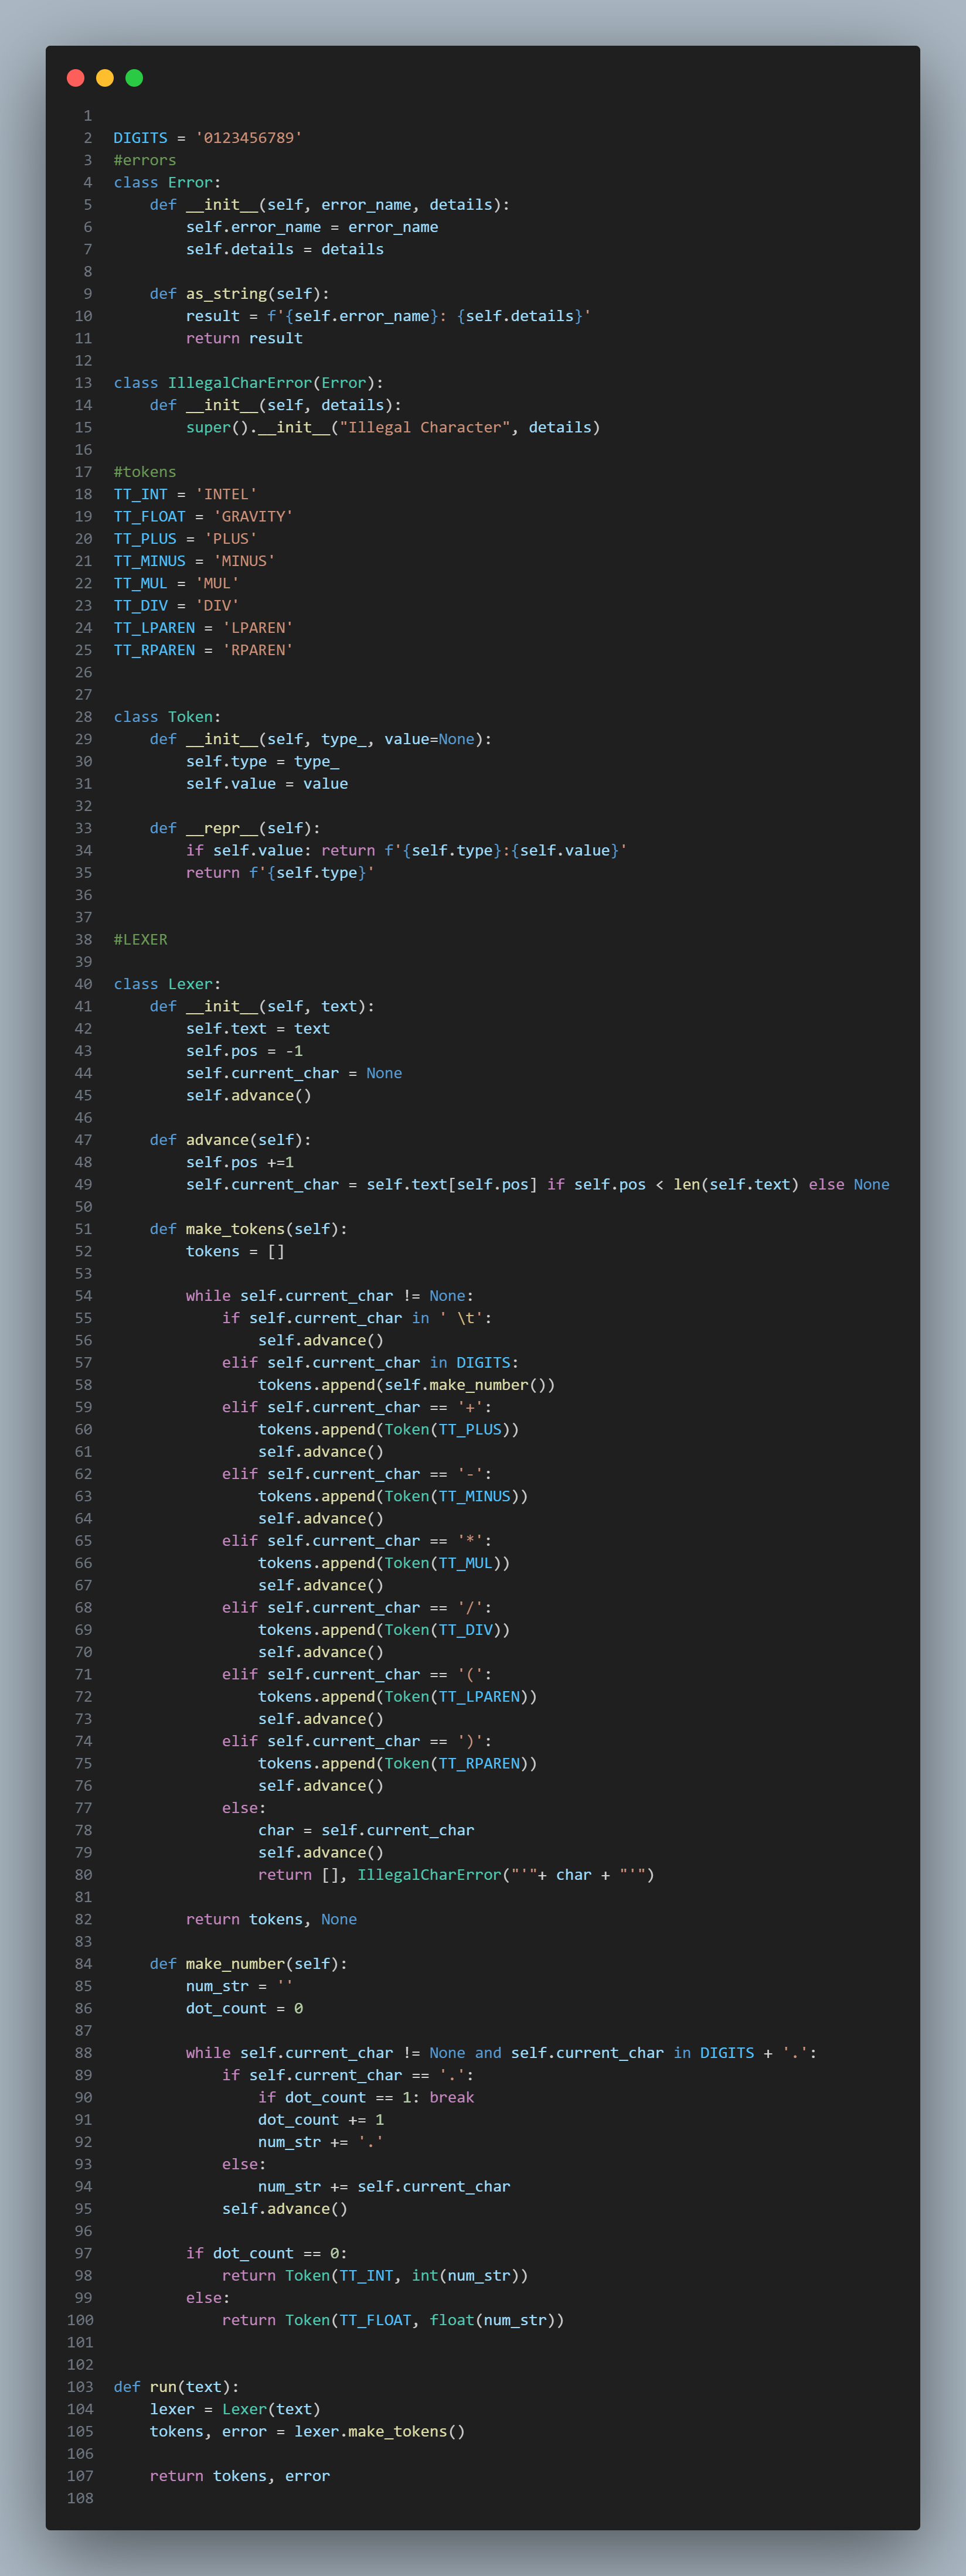 1
2 DIGITS = '0123456789'
3 #errors
4 class Error:
5     def __init__(self, error_name, details):
6         self.error_name = error_name
7         self.details = details
8
9     def as_string(self):
10         result = f'{self.error_name}: {self.details}'
11         return result
12
13 class IllegalCharError(Error):
14     def __init__(self, details):
15         super().__init__("Illegal Character", details)
16
17 #tokens
18 TT_INT = 'INTEL'
19 TT_FLOAT = 'GRAVITY'
20 TT_PLUS = 'PLUS'
21 TT_MINUS = 'MINUS'
22 TT_MUL = 'MUL'
23 TT_DIV = 'DIV'
24 TT_LPAREN = 'LPAREN'
25 TT_RPAREN = 'RPAREN'
26
27
28 class Token:
29     def __init__(self, type_, value=None):
30         self.type = type_
31         self.value = value
32
33     def __repr__(self):
34         if self.value: return f'{self.type}:{self.value}'
35         return f'{self.type}'
36
37
38 #LEXER
39
40 class Lexer:
41     def __init__(self, text):
42         self.text = text
43         self.pos = -1
44         self.current_char = None
45         self.advance()
46
47     def advance(self):
48         self.pos +=1
49         self.current_char = self.text[self.pos] if self.pos < len(self.text) else None
50
51     def make_tokens(self):
52         tokens = []
53
54         while self.current_char != None:
55             if self.current_char in ' \t':
56                 self.advance()
57             elif self.current_char in DIGITS:
58                 tokens.append(self.make_number())
59             elif self.current_char == '+':
60                 tokens.append(Token(TT_PLUS))
61                 self.advance()
62             elif self.current_char == '-':
63                 tokens.append(Token(TT_MINUS))
64                 self.advance()
65             elif self.current_char == '*':
66                 tokens.append(Token(TT_MUL))
67                 self.advance()
68             elif self.current_char == '/':
69                 tokens.append(Token(TT_DIV))
70                 self.advance()
71             elif self.current_char == '(':
72                 tokens.append(Token(TT_LPAREN))
73                 self.advance()
74             elif self.current_char == ')':
75                 tokens.append(Token(TT_RPAREN))
76                 self.advance()
77             else:
78                 char = self.current_char
79                 self.advance()
80                 return [], IllegalCharError("'"+ char + "'")
81
82         return tokens, None
83
84     def make_number(self):
85         num_str = ''
86         dot_count = 0
87
88         while self.current_char != None and self.current_char in DIGITS + '.':
89             if self.current_char == '.':
90                 if dot_count == 1: break
91                 dot_count += 1
92                 num_str += '.'
93             else:
94                 num_str += self.current_char
95             self.advance()
96
97         if dot_count == 0:
98             return Token(TT_INT, int(num_str))
99         else:
100             return Token(TT_FLOAT, float(num_str))
101
102
103 def run(text):
104     lexer = Lexer(text)
105     tokens, error = lexer.make_tokens()
106
107     return tokens, error
108